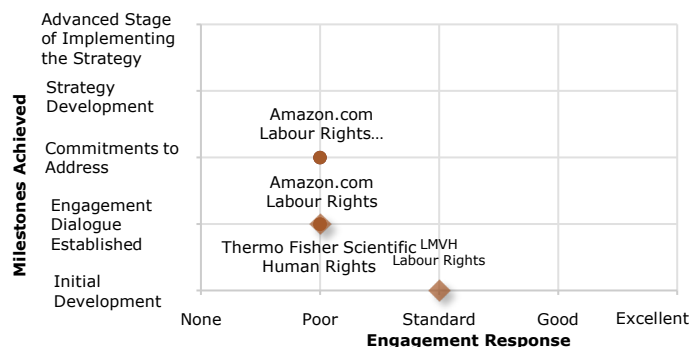 Advanced Stage
of Implementing
the Strategy
Strategy
Development
Amazon.com
Labour Rights…
Commitments to
Address
Amazon.com
Labour Rights
Engagement
Dialogue
Established
Thermo Fisher Scientific
Human Rights
LMVH
Labour Rights
Initial
Development
Milestones Achieved
None
Poor
Standard
Good
Excellent
Engagement Response